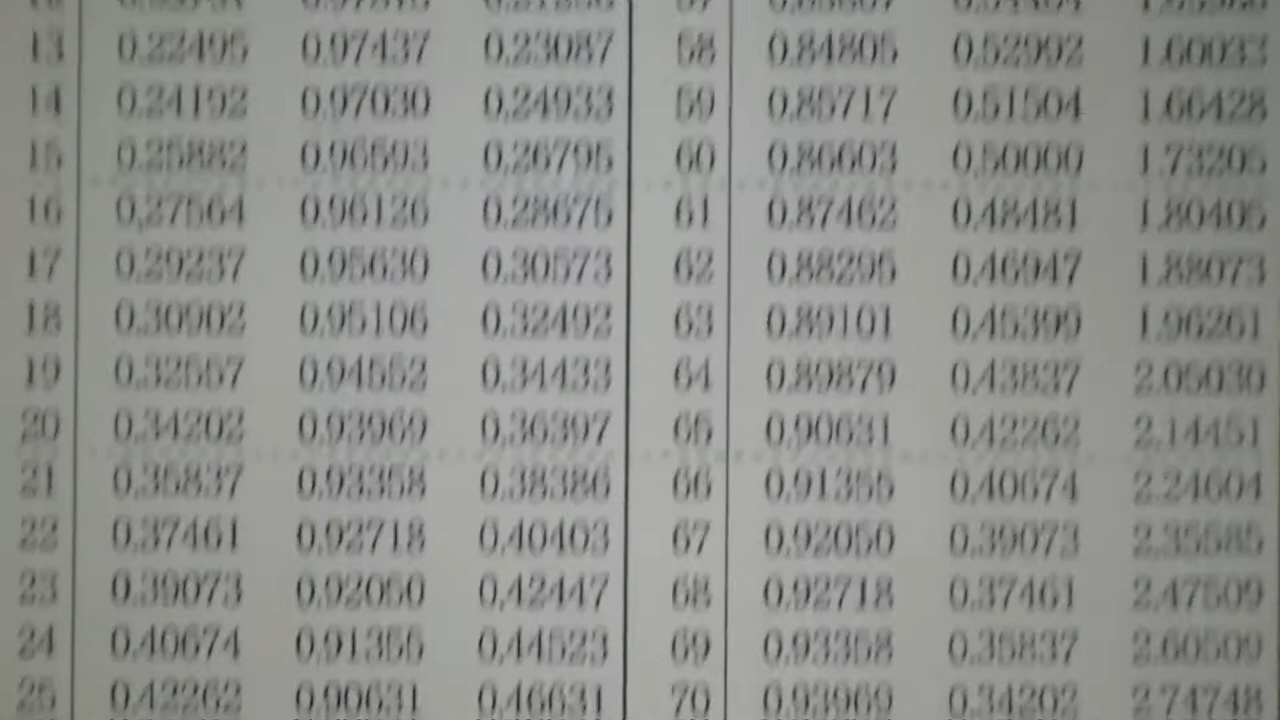 13 0.22495 0.97437 0.23087 58 0.84805 0.52992 1.60033
14 0.24192 0.97030 0.24933 59 0.85717 0.51504 1.66428
15 0.25882 0.96593 0.26795 60 0.86603 0.50000 1.73205
16 0.27564 0.96126 0.28675 61 0.87462 0.48481 1.80405
17 0.29237 0.95630 0.30573 62 0.88295 0.46947 1.88073
18 0.30902 0.95106 0.32492 63 0.89101 0.45399 1.96261
19 0.32557 0.94552 0.34433 64 0.89879 0.43837 2.05030
20 0.34202 0.93969 0.36397 65 0.90631 0.42262 2.14451
21 0.35837 0.93358 0.38386 66 0.91355 0.40674 2.24604
22 0.37461 0.92718 0.40403 67 0.92050 0.39073 2.35585
23 0.39073 0.92050 0.42447 68 0.92718 0.37461 2.47509
24 0.40674 0.91355 0.44523 69 0.93358 0.35837 2.60509
25 0.42262 0.90631 0.46631 70 0.93969 0.34202 2.74748